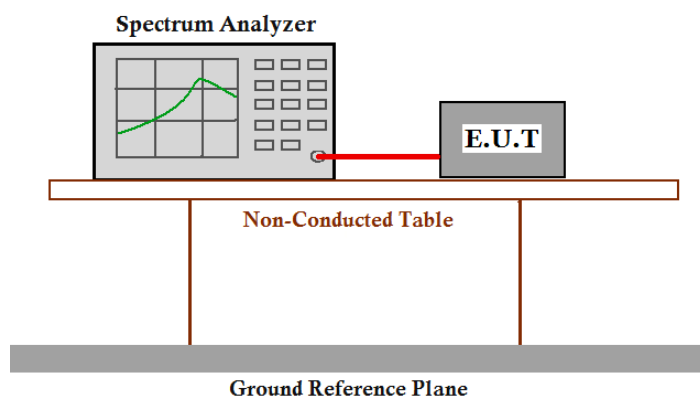 Spectrum Analyzer
E.U.T
Non-Conducted Table
Ground Reference Plane